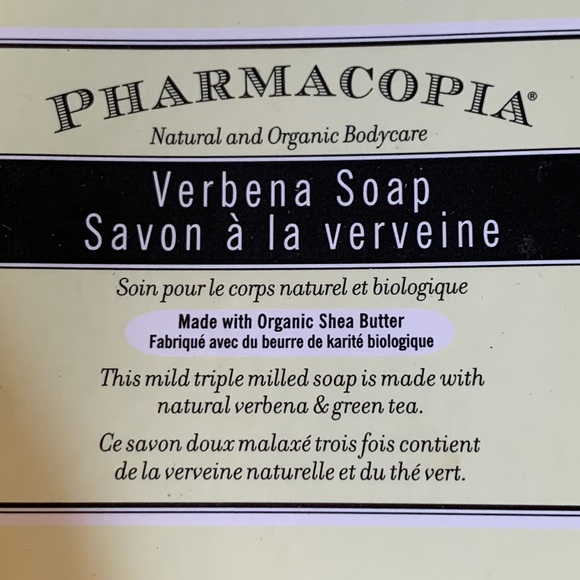 PHARMACOPIA®
Natural and Organic Bodycare
Verbena Soap
Savon à la verveine
Soin pour le corps naturel et biologique
Made with Organic Shea Butter
Fabriqué avec du beurre de karité biologique
This mild triple milled soap is made with
natural verbena & green tea.
Ce savon doux malaxé trois fois contient
de la verveine naturelle et du thé vert.